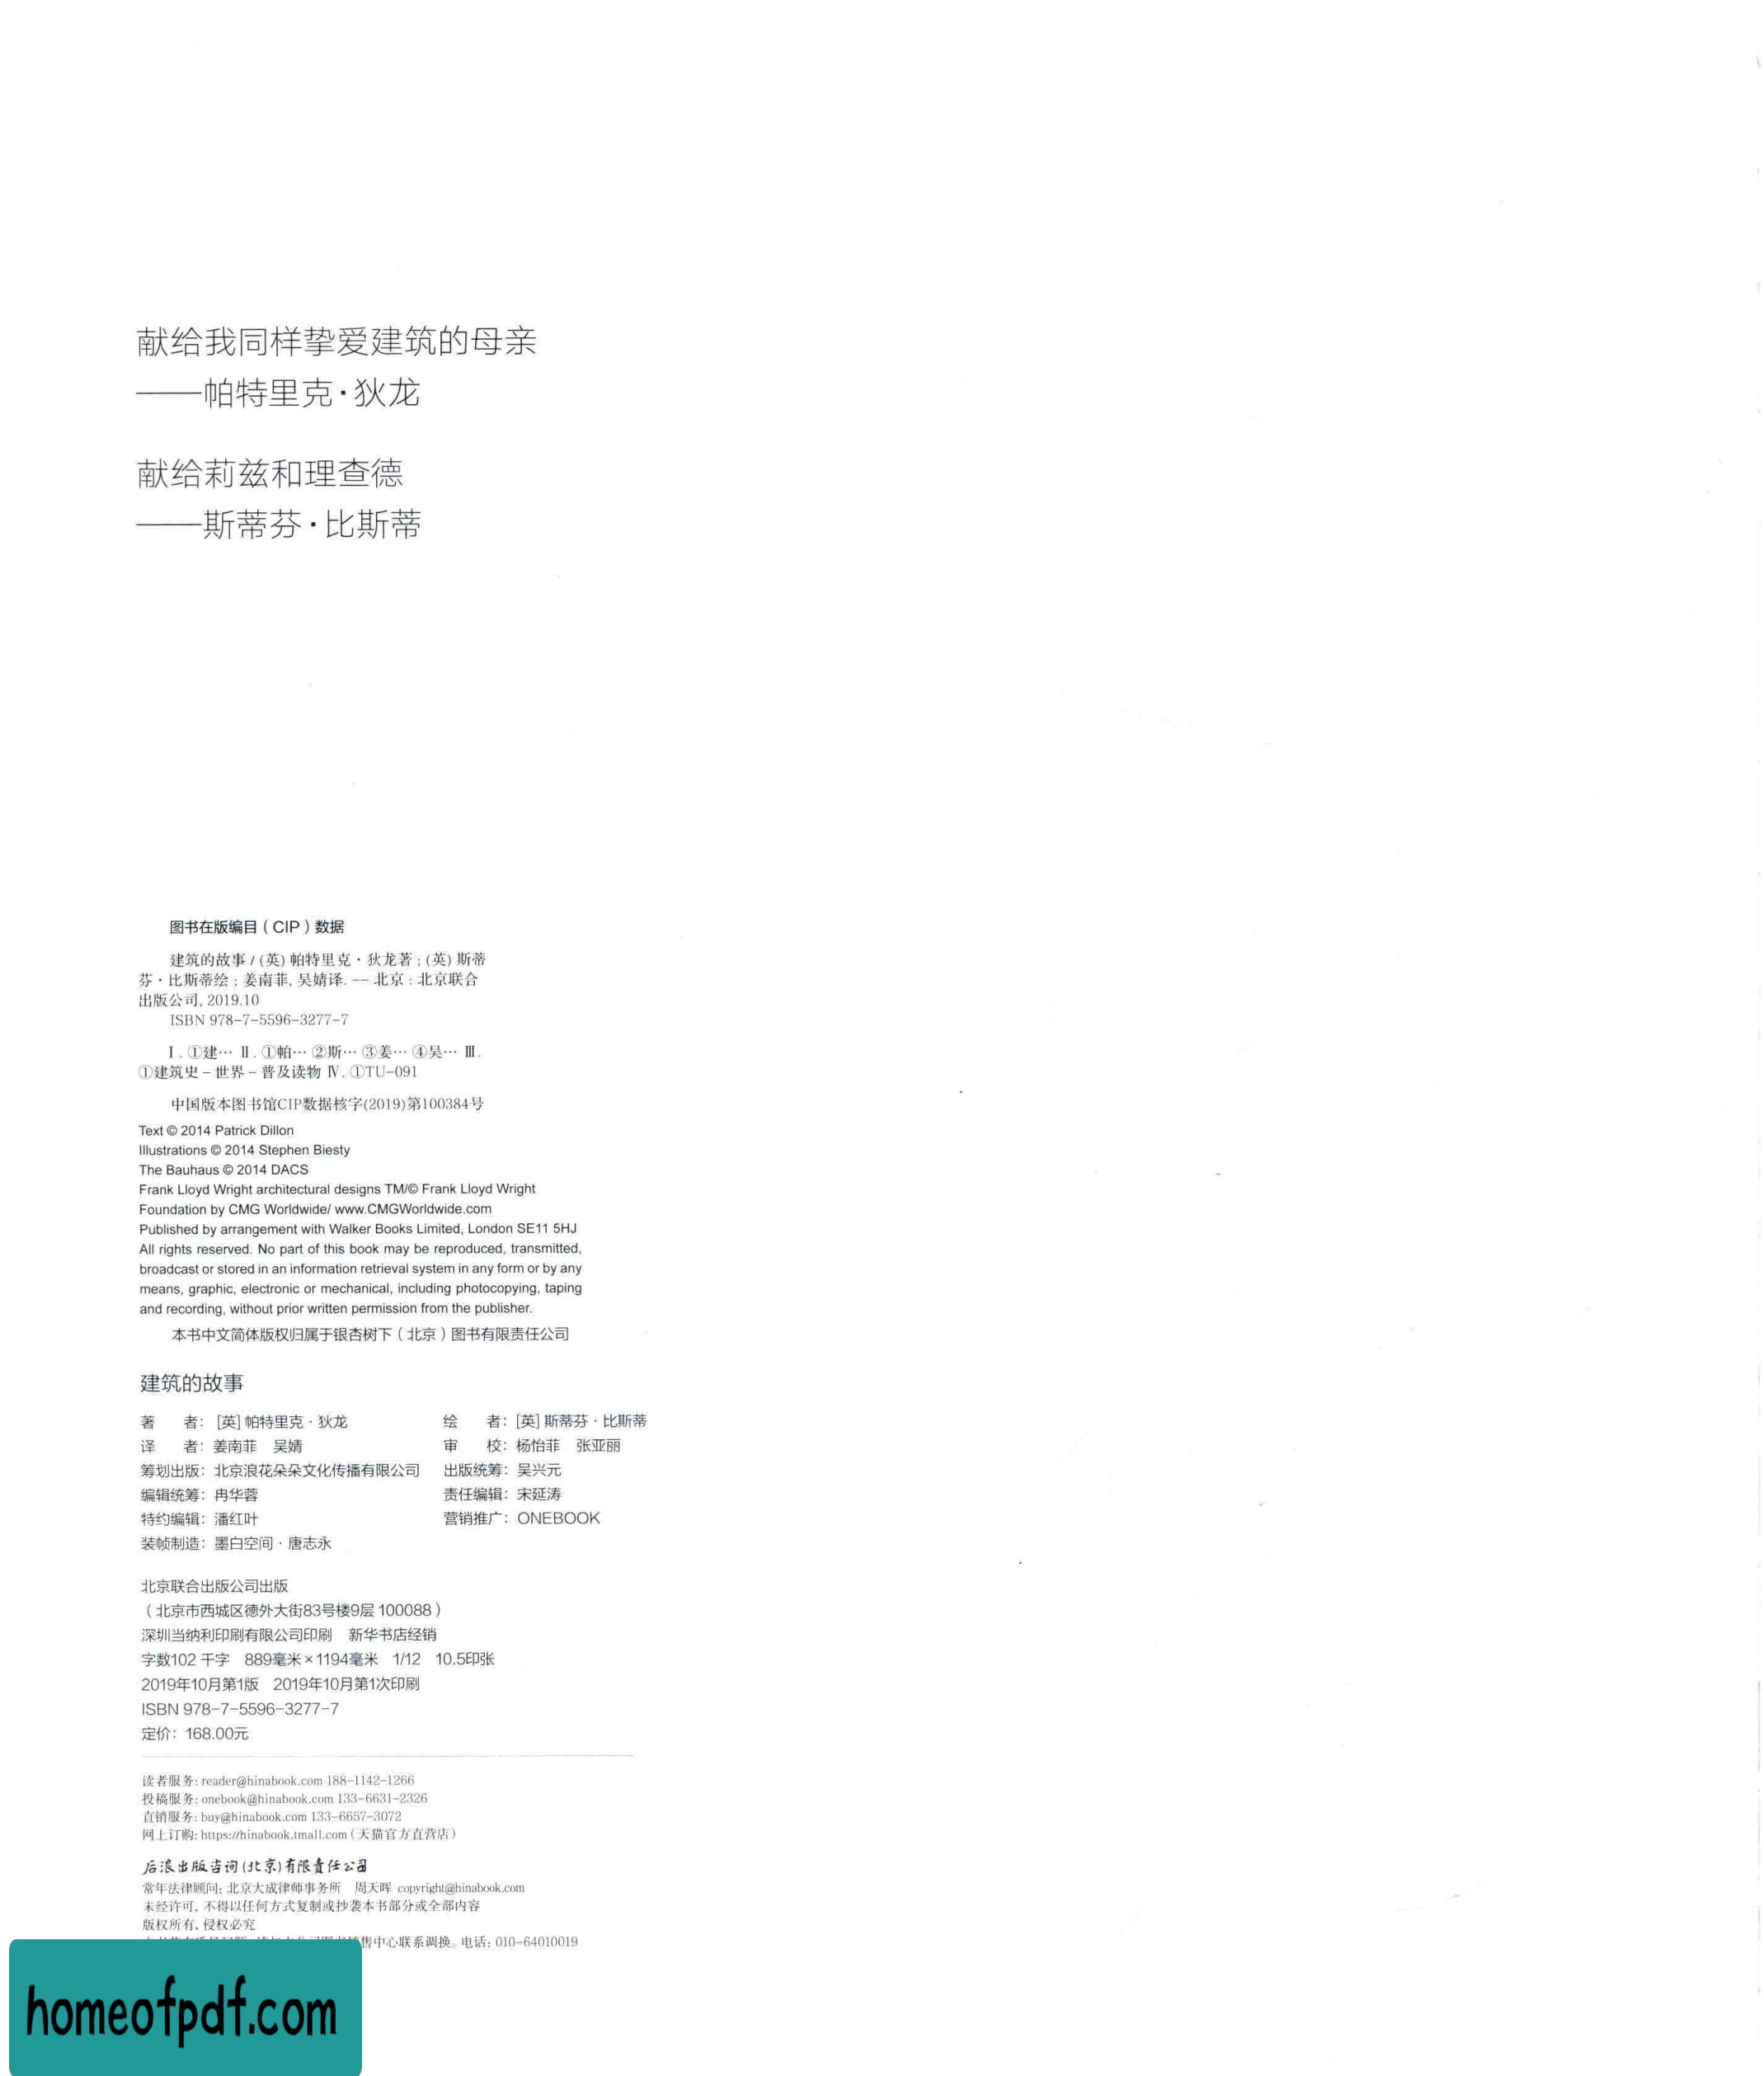 献给我同样挚爱建筑的母亲
——帕特里克·狄龙
献给莉兹和理查德
——斯蒂芬·比斯蒂
图书在版编目（CIP）数据
建筑的故事 / (英) 帕特里克·狄龙著 ; (英) 斯蒂
芬·比斯蒂绘 ; 姜南菲, 吴婧译. -- 北京 : 北京联合
出版公司, 2019.10
ISBN 978-7-5596-3277-7
Ⅰ. ①建… Ⅱ. ①帕… ②斯… ③姜… ④吴… Ⅲ.
①建筑史－世界－普及读物 Ⅳ. ①TU-091
中国版本图书馆CIP数据核字(2019)第100384号
Text © 2014 Patrick Dillon
Illustrations © 2014 Stephen Biesty
The Bauhaus © 2014 DACS
Frank Lloyd Wright architectural designs TM/© Frank Lloyd Wright
Foundation by CMG Worldwide/ www.CMGWorldwide.com
Published by arrangement with Walker Books Limited, London SE11 5HJ
All rights reserved. No part of this book may be reproduced, transmitted,
broadcast or stored in an information retrieval system in any form or by any
means, graphic, electronic or mechanical, including photocopying, taping
and recording, without prior written permission from the publisher.
本书中文简体版权归属于银杏树下（北京）图书有限责任公司
建筑的故事
著　　者： [英] 帕特里克·狄龙　绘　　者： [英] 斯蒂芬·比斯蒂
译　　者： 姜南菲　吴婧　审　　校： 杨怡菲　张亚丽
筹划出版： 北京浪花朵朵文化传播有限公司　出版统筹： 吴兴元
编辑统筹： 冉华蓉　责任编辑： 宋延涛
特约编辑： 潘红叶　营销推广： ONEBOOK
装帧制造： 墨白空间·唐志永
北京联合出版公司出版
（北京市西城区德外大街83号楼9层 100088）
深圳当纳利印刷有限公司印刷　新华书店经销
字数102 千字　889毫米×1194毫米　1/12　10.5印张
2019年10月第1版　2019年10月第1次印刷
ISBN 978-7-5596-3277-7
定价： 168.00元
读者服务: reader@hinabook.com 188-1142-1266
投稿服务: onebook@hinabook.com 133-6631-2326
直销服务: buy@hinabook.com 133-6657-3072
网上订购: https://hinabook.tmall.com（天猫官方直营店）
后浪出版咨询(北京)有限责任公司
常年法律顾问: 北京大成律师事务所　周天晖 copyright@hinabook.com
未经许可, 不得以任何方式复制或抄袭本书部分或全部内容
版权所有, 侵权必究
售中心联系调换。电话: 010-64010019
homeofpdf.com